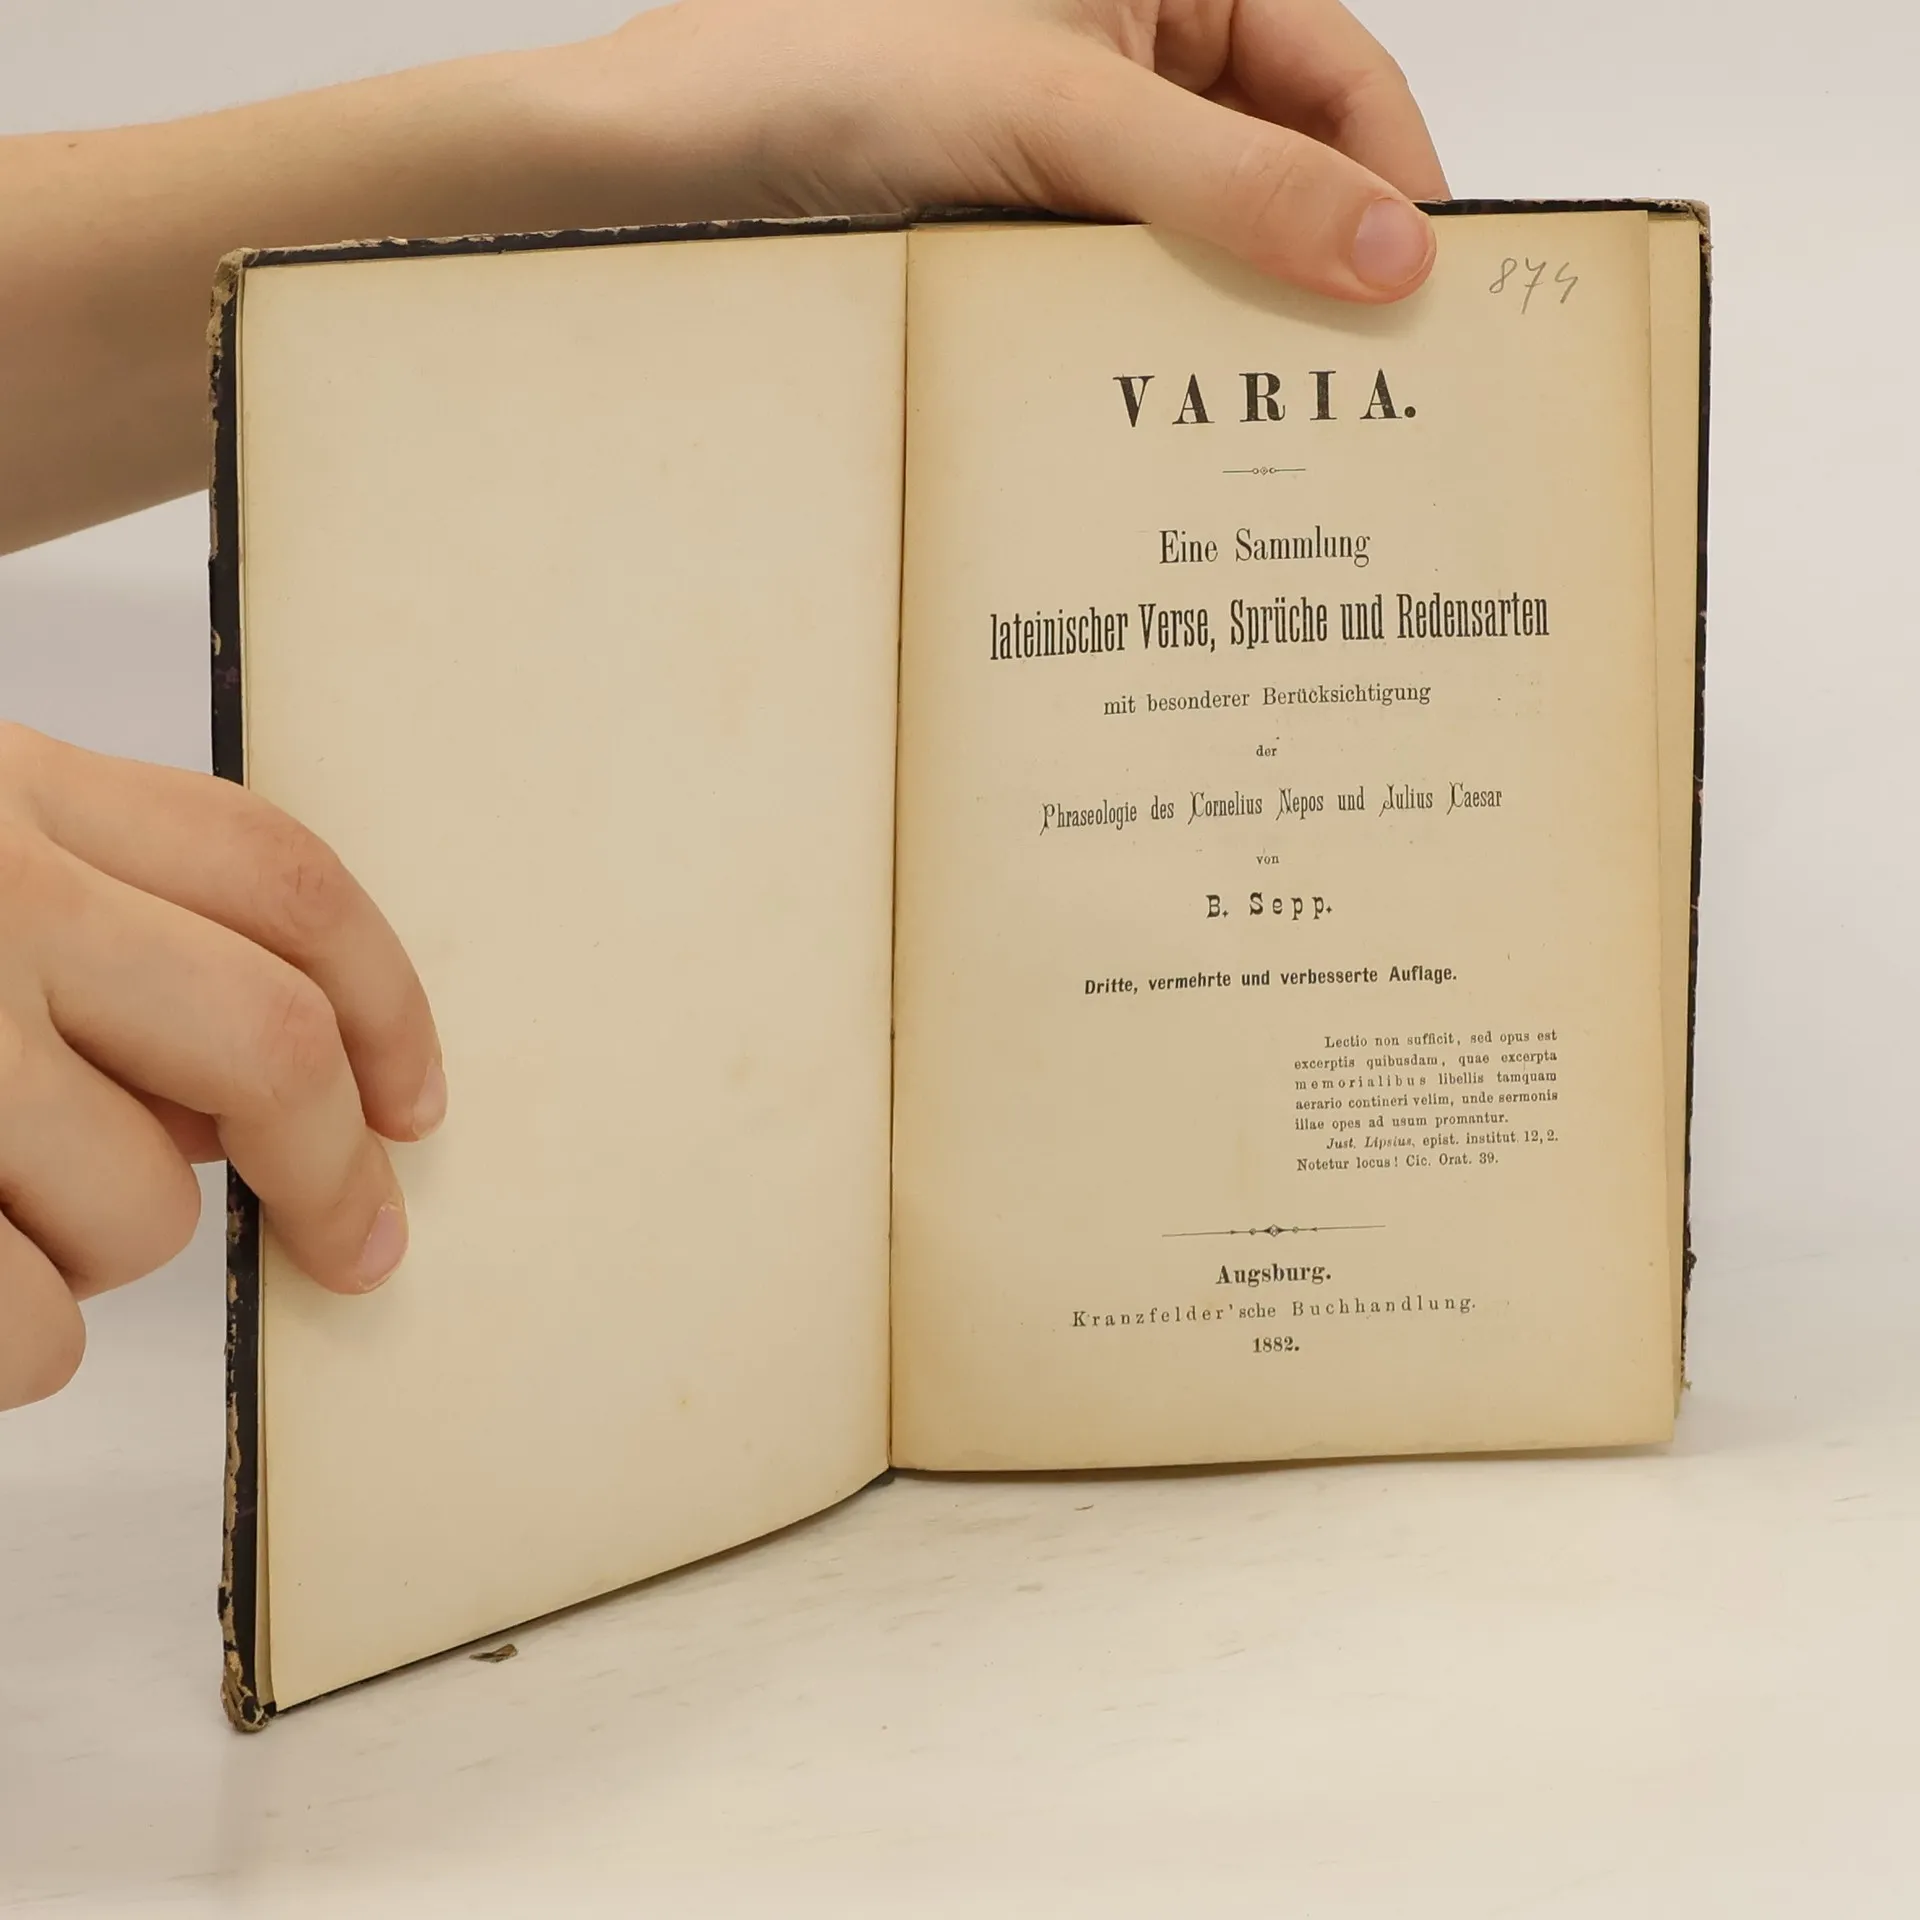 874
VARIA.
Eine Sammlung
lateinischer Verse, Sprüche und Redensarten
mit besonderer Berücksichtigung
der
Phraseologie des Cornelius Nepos und Julius Caesar
von
B. Sepp.
Dritte, vermehrte und verbesserte Auflage.
Lectio non sufficit, sed opus est
excerptis quibusdam, quae excerpta
memorialibus libellis tamquam
aerario contineri velim, unde sermonis
illae opes ad usum promantur.
Just. Lipsius, epist. institut. 12, 2.
Notetur locus! Cic. Orat. 39.
Augsburg.
Kranzfelder'sche Buchhandlung.
1882.